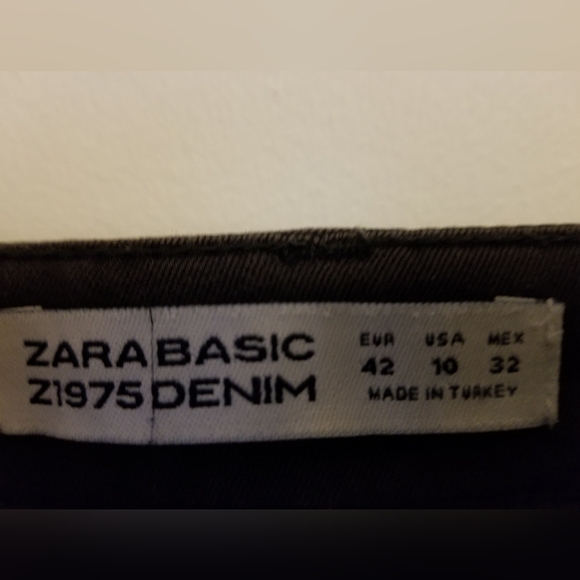 ZARA BASIC
Z1975 DENIM
EUR USA MEX
42 10 32
MADE IN TURKEY